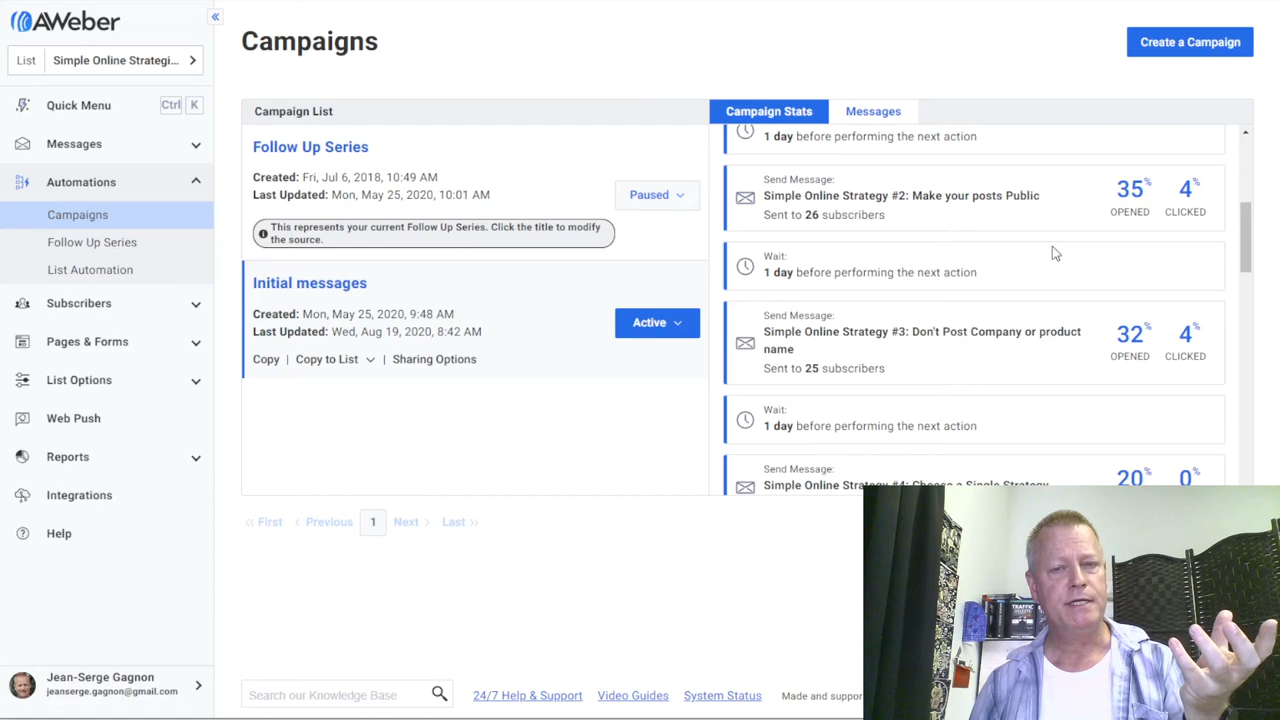 AWeber
«
List Simple Online Strategi...
Quick Menu Ctrl K
Messages
Automations
Campaigns
Follow Up Series
List Automation
Subscribers
Pages & Forms
List Options
Web Push
Reports
Integrations
Help
Jean-Serge Gagnon
jeanserge.gagnon@gmail.com
Campaigns
Create a Campaign
Campaign List
Follow Up Series
Created: Fri, Jul 6, 2018, 10:49 AM
Last Updated: Mon, May 25, 2020, 10:01 AM
Paused
This represents your current Follow Up Series. Click the title to modify
the source.
Initial messages
Created: Mon, May 25, 2020, 9:48 AM
Last Updated: Wed, Aug 19, 2020, 8:42 AM
Active
Copy | Copy to List | Sharing Options
Campaign Stats Messages
1 day before performing the next action
Send Message:
Simple Online Strategy #2: Make your posts Public
Sent to 26 subscribers
35% 4%
OPENED CLICKED
Wait:
1 day before performing the next action
Send Message:
Simple Online Strategy #3: Don't Post Company or product
name
Sent to 25 subscribers
32% 4%
OPENED CLICKED
Wait:
1 day before performing the next action
Send Message:
Simple Online Strategy #4: Choose a Single Strategy
20% 0%
« First ‹ Previous 1 Next › Last »
Search our Knowledge Base
24/7 Help & Support Video Guides System Status Made and suppor
TRAFFIC